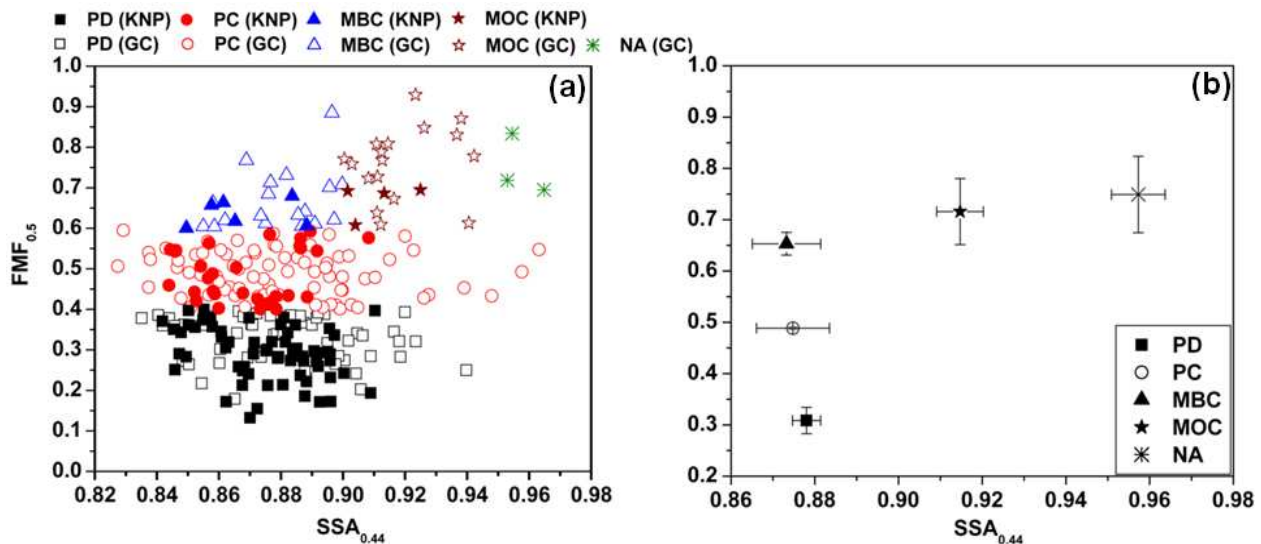 PD (KNP) PC (KNP) MBC (KNP) MOC (KNP)
PD (GC) PC (GC) MBC (GC) MOC (GC) NA (GC)
(a)
FMF0.5
1.0
0.9
0.8
0.7
0.6
0.5
0.4
0.3
0.2
0.1
0.0
0.82 0.84 0.86 0.88 0.90 0.92 0.94 0.96 0.98
SSA0.44
(b)
1.0
0.9
0.8
0.7
0.6
0.5
0.4
0.3
0.2
PD
PC
MBC
MOC
NA
0.86 0.88 0.90 0.92 0.94 0.96 0.98
SSA0.44